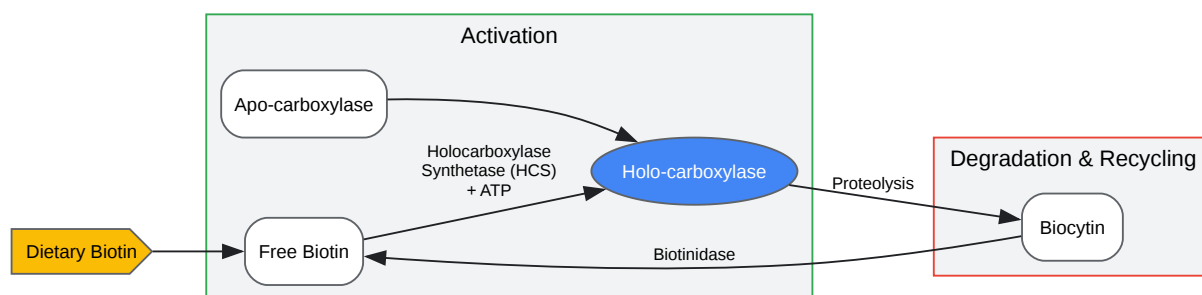 Activation
Apo-carboxylase
Holocarboxylase
Synthetase (HCS)
+ ATP
Holo-carboxylase
Degradation & Recycling
Proteolysis
Biocytin
Dietary Biotin
Free Biotin
Biotinidase